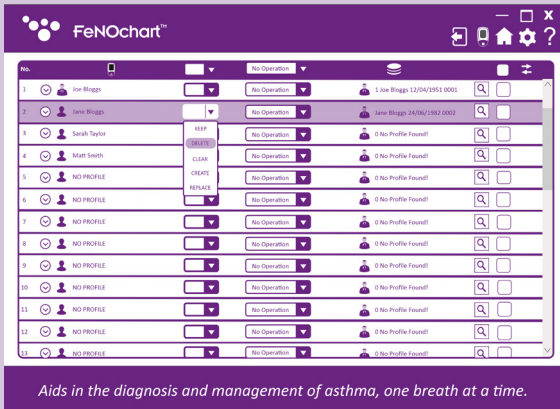 FeNOchart™
No. No Operation
1 Joe Bloggs No Operation 1 Joe Bloggs 12/04/1951 0001
2 Jane Bloggs Jane Bloggs 24/06/1982 0002
KEEP
3 Sarah Taylor No Operation 0 No Profile Found!
DELETE
4 Matt Smith No Operation 0 No Profile Found!
CLEAR
5 NO PROFILE No Operation 0 No Profile Found!
CREATE
REPLACE
6 NO PROFILE No Operation 0 No Profile Found!
7 NO PROFILE No Operation 0 No Profile Found!
8 NO PROFILE No Operation 0 No Profile Found!
9 NO PROFILE No Operation 0 No Profile Found!
10 NO PROFILE No Operation 0 No Profile Found!
11 NO PROFILE No Operation 0 No Profile Found!
12 NO PROFILE No Operation 0 No Profile Found!
13 NO PROFILE No Operation 0 No Profile Found!
Aids in the diagnosis and management of asthma, one breath at a time.